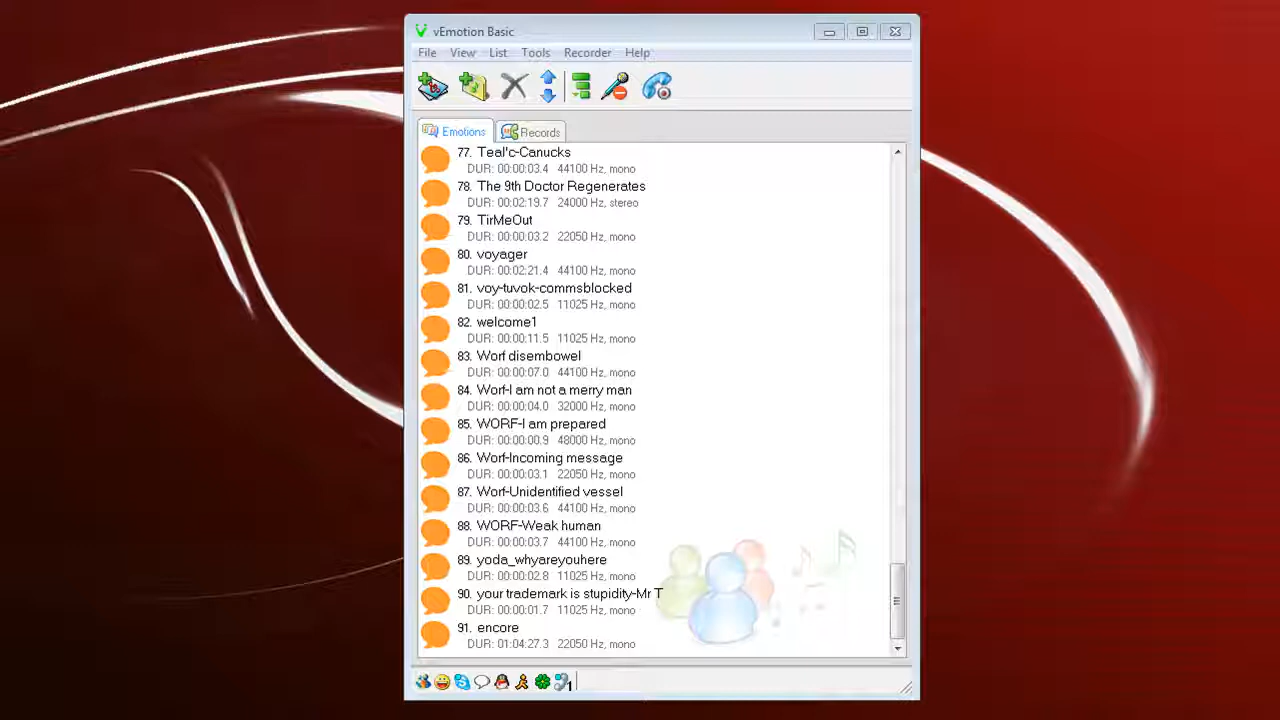 vEmotion Basic
File View List Tools Recorder Help
Emotions Records
77. Teal'c-Canucks
DUR: 00:00:03.4 44100 Hz, mono
78. The 9th Doctor Regenerates
DUR: 00:02:19.7 24000 Hz, stereo
79. TirMeOut
DUR: 00:00:03.2 22050 Hz, mono
80. voyager
DUR: 00:02:21.4 44100 Hz, mono
81. voy-tuvok-commsblocked
DUR: 00:00:02.5 11025 Hz, mono
82. welcome1
DUR: 00:00:11.5 11025 Hz, mono
83. Worf disembowel
DUR: 00:00:07.0 44100 Hz, mono
84. Worf-I am not a merry man
DUR: 00:00:04.0 32000 Hz, mono
85. WORF-I am prepared
DUR: 00:00:00.9 48000 Hz, mono
86. Worf-Incoming message
DUR: 00:00:03.1 22050 Hz, mono
87. Worf-Unidentified vessel
DUR: 00:00:03.6 44100 Hz, mono
88. WORF-Weak human
DUR: 00:00:03.7 44100 Hz, mono
89. yoda_whyareyouhere
DUR: 00:00:02.8 11025 Hz, mono
90. your trademark is stupidity-Mr T
DUR: 00:00:01.7 11025 Hz, mono
91. encore
DUR: 01:04:27.3 22050 Hz, mono
1